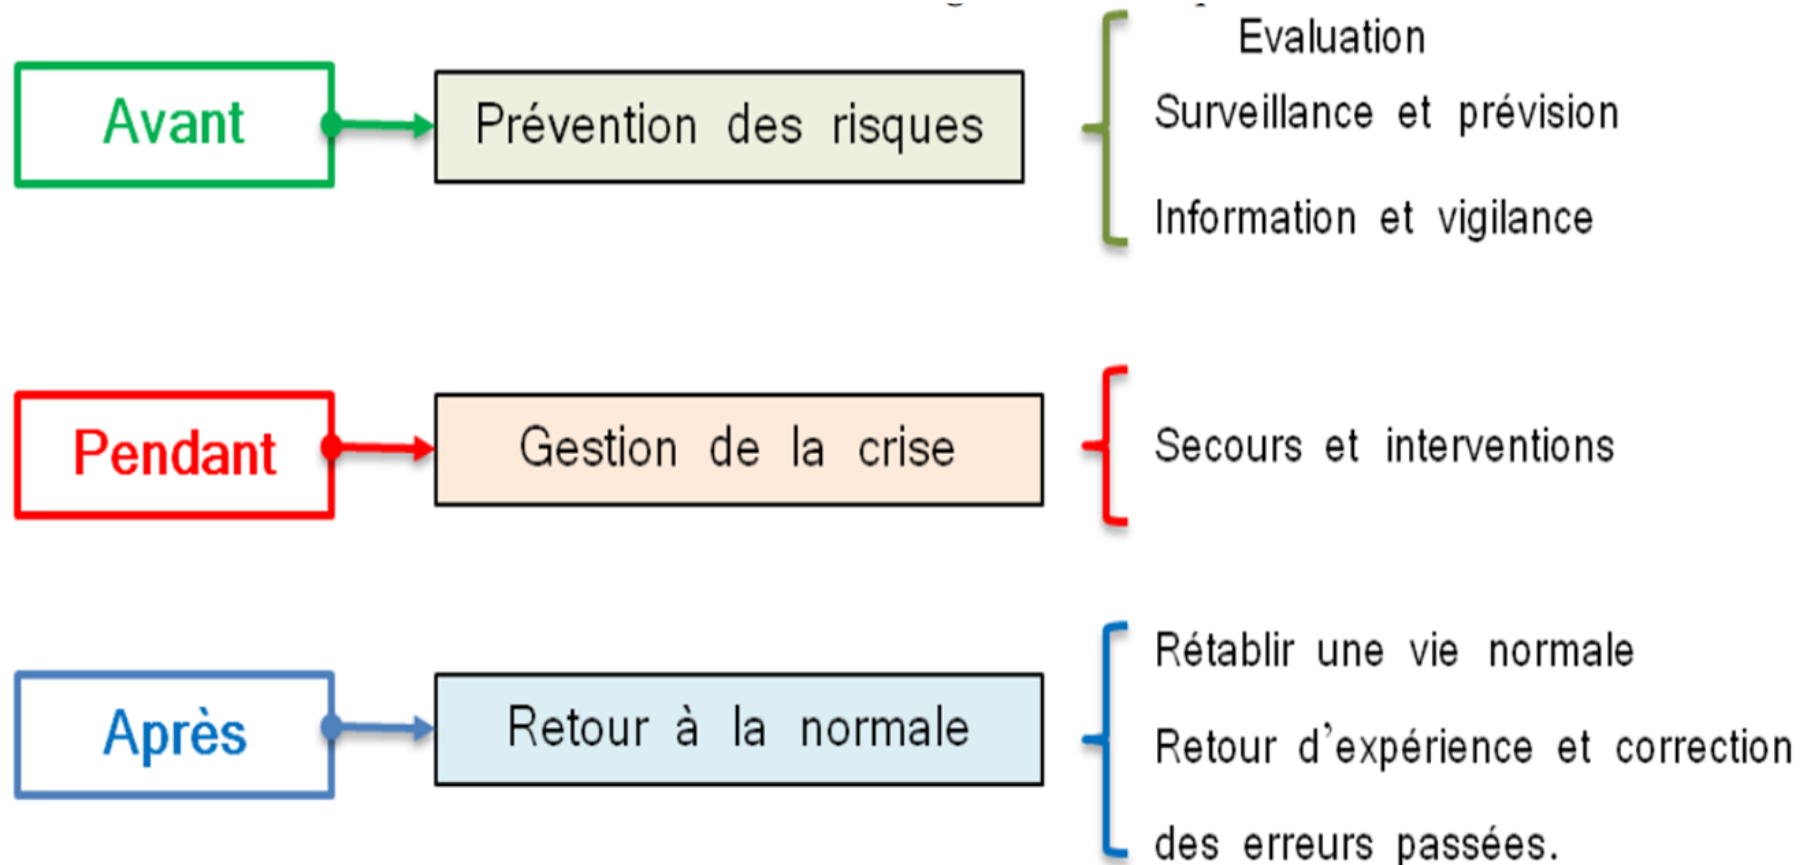 Evaluation
Avant
Prévention des risques
Surveillance et prévision
Information et vigilance
Pendant
Gestion de la crise
Secours et interventions
Rétablir une vie normale
Après
Retour à la normale
Retour d'expérience et correction
des erreurs passées.